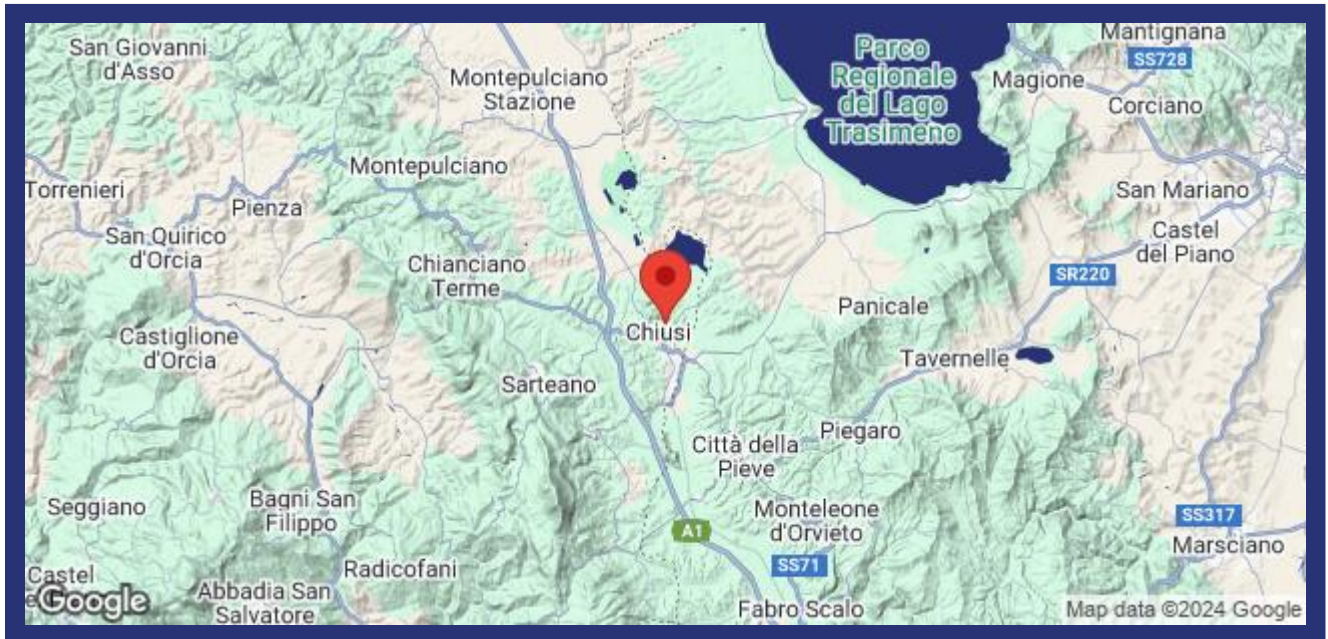 San Giovanni
d'Asso
Montepulciano
Stazione
Parco
Regionale
del Lago
Trasimeno
Mantignana
SS728
Magione
Corciano
Montepulciano
Torrenieri
Pienza
San Mariano
San Quirico
d'Orcia
Castel
del Piano
Chianciano
Terme
SR220
Panicale
Chiusi
Castiglione
d'Orcia
Tavernelle
Sarteano
Piegaro
Città della
Pieve
Seggiano
Bagni San
Filippo
Monteleone
d'Orvieto
SS317
A1
Marsciano
SS71
Radicofani
Castel
Abbadia San
Salvatore
Fabro Scalo
Google
Map data ©2024 Google